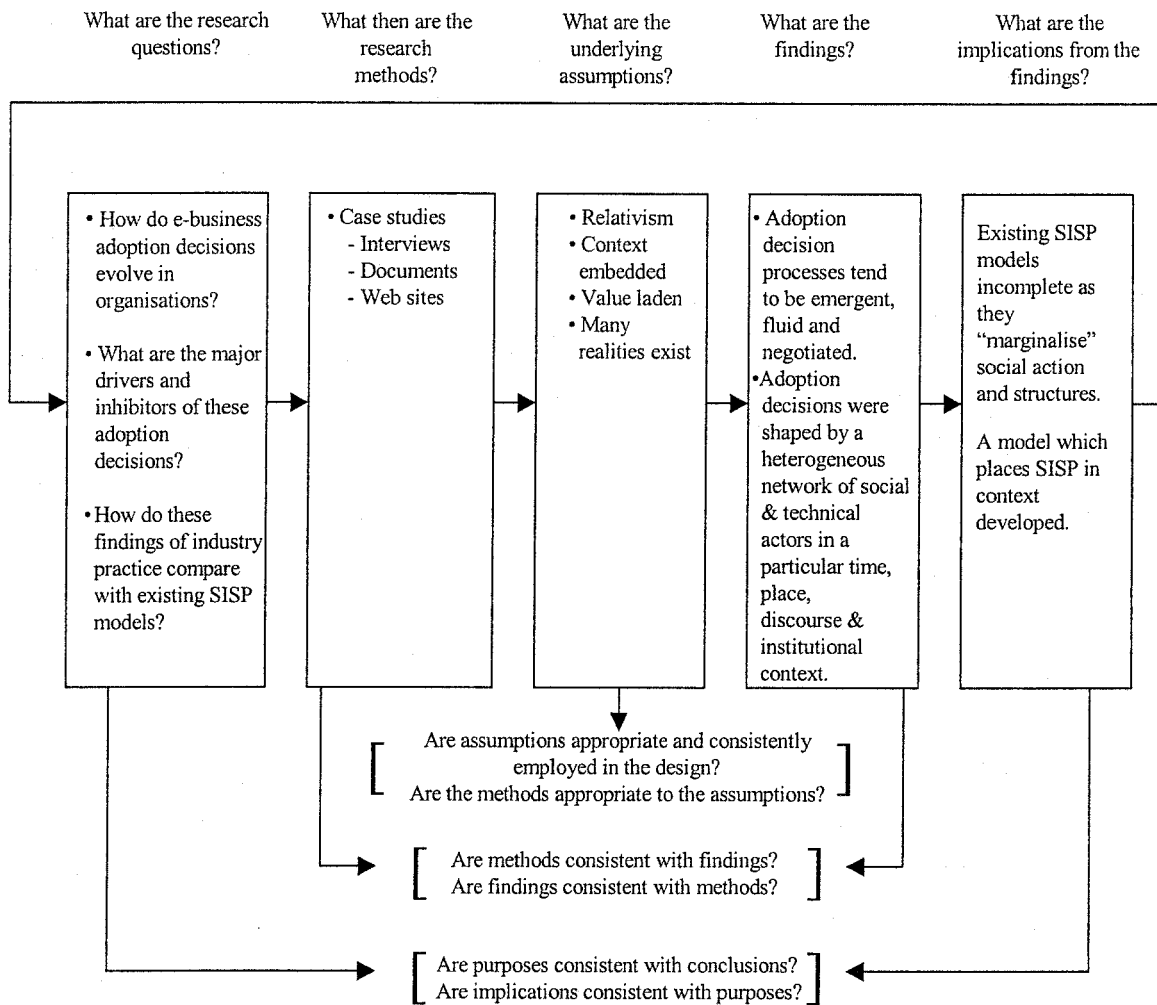 What are the research
questions?
What then are the
research
methods?
What are the
underlying
assumptions?
What are
the findings?
What are the
implications from the
findings?
• How do e-business
adoption decisions
evolve in
organisations?
• What are the major
drivers and
inhibitors of these
adoption
decisions?
• How do these
findings of industry
practice compare
with existing SISP
models?
• Case studies
- Interviews
- Documents
- Web sites
• Relativism
• Context
embedded
• Value laden
• Many
realities exist
• Adoption
decision
processes tend
to be emergent,
fluid and
negotiated.
• Adoption
decisions were
shaped by a
heterogeneous
network of social
& technical
actors in a
particular time,
place,
discourse &
institutional
context.
Existing SISP
models
incomplete as
they
“marginalise”
social action
and structures.
A model which
places SISP in
context
developed.
Are assumptions appropriate and consistently
employed in the design?
Are the methods appropriate to the assumptions?
Are methods consistent with findings?
Are findings consistent with methods?
Are purposes consistent with conclusions?
Are implications consistent with purposes?